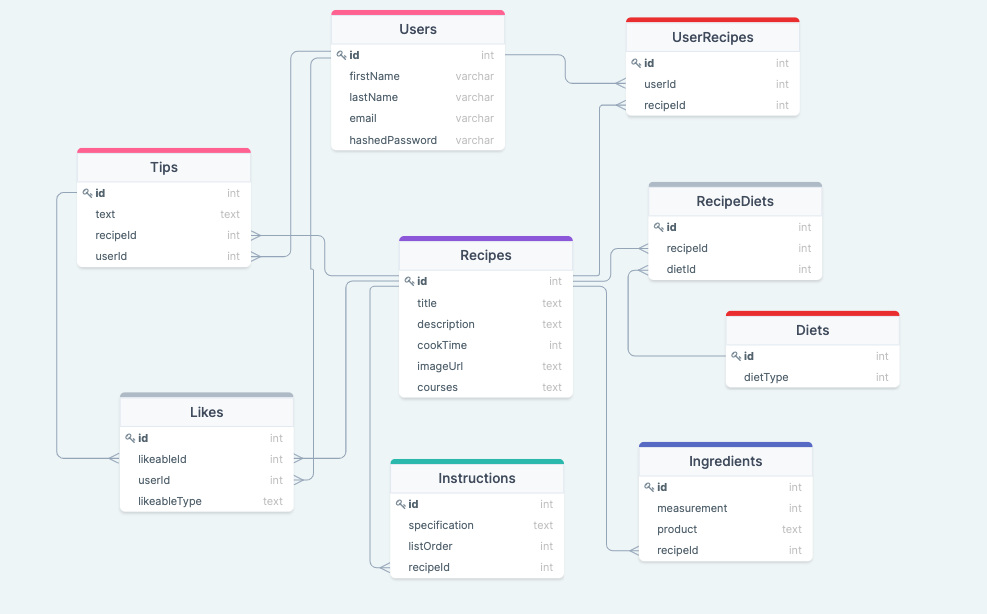 Users
id int
firstName varchar
lastName varchar
email varchar
hashedPassword varchar
UserRecipes
id int
userId int
recipeId int
Tips
id int
text text
recipeId int
userId int
RecipeDiets
id int
recipeId int
dietId int
Recipes
id int
title text
description text
cookTime int
imageUrl text
courses text
Diets
id int
dietType int
Likes
id int
likeableId int
userId int
likeableType text
Instructions
id int
specification text
listOrder int
recipeId int
Ingredients
id int
measurement int
product text
recipeId int